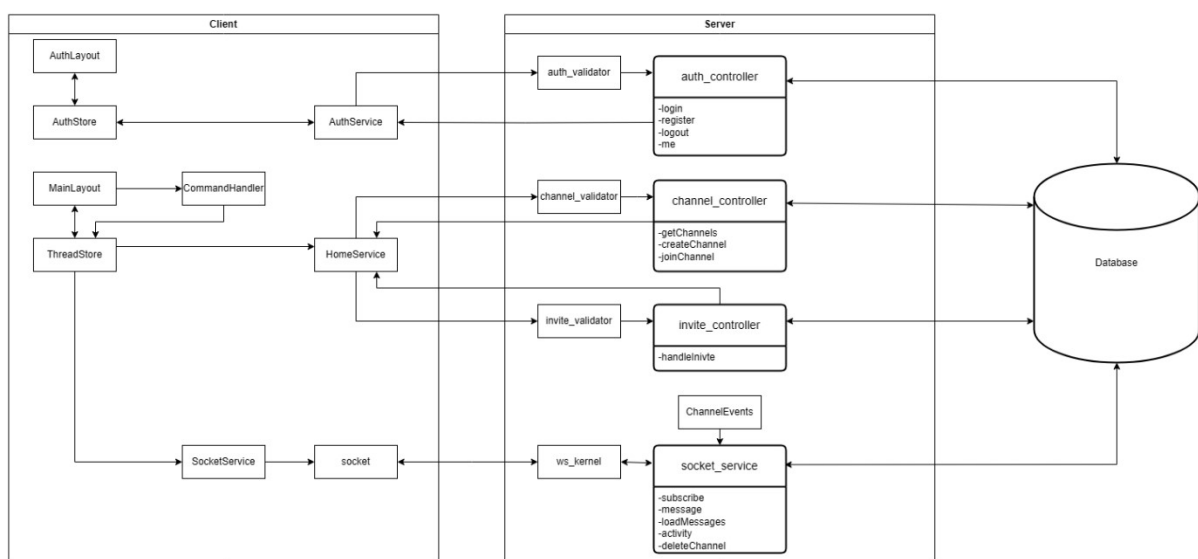 Client
Server
AuthLayout
auth_validator
auth_controller
-login
-register
-logout
-me
AuthStore
AuthService
MainLayout
CommandHandler
channel_validator
channel_controller
-getChannels
-createChannel
-joinChannel
ThreadStore
HomeService
Database
invite_validator
invite_controller
-handleInivte
ChannelEvents
SocketService
socket
ws_kernel
socket_service
-subscribe
-message
-loadMessages
-activity
-deleteChannel